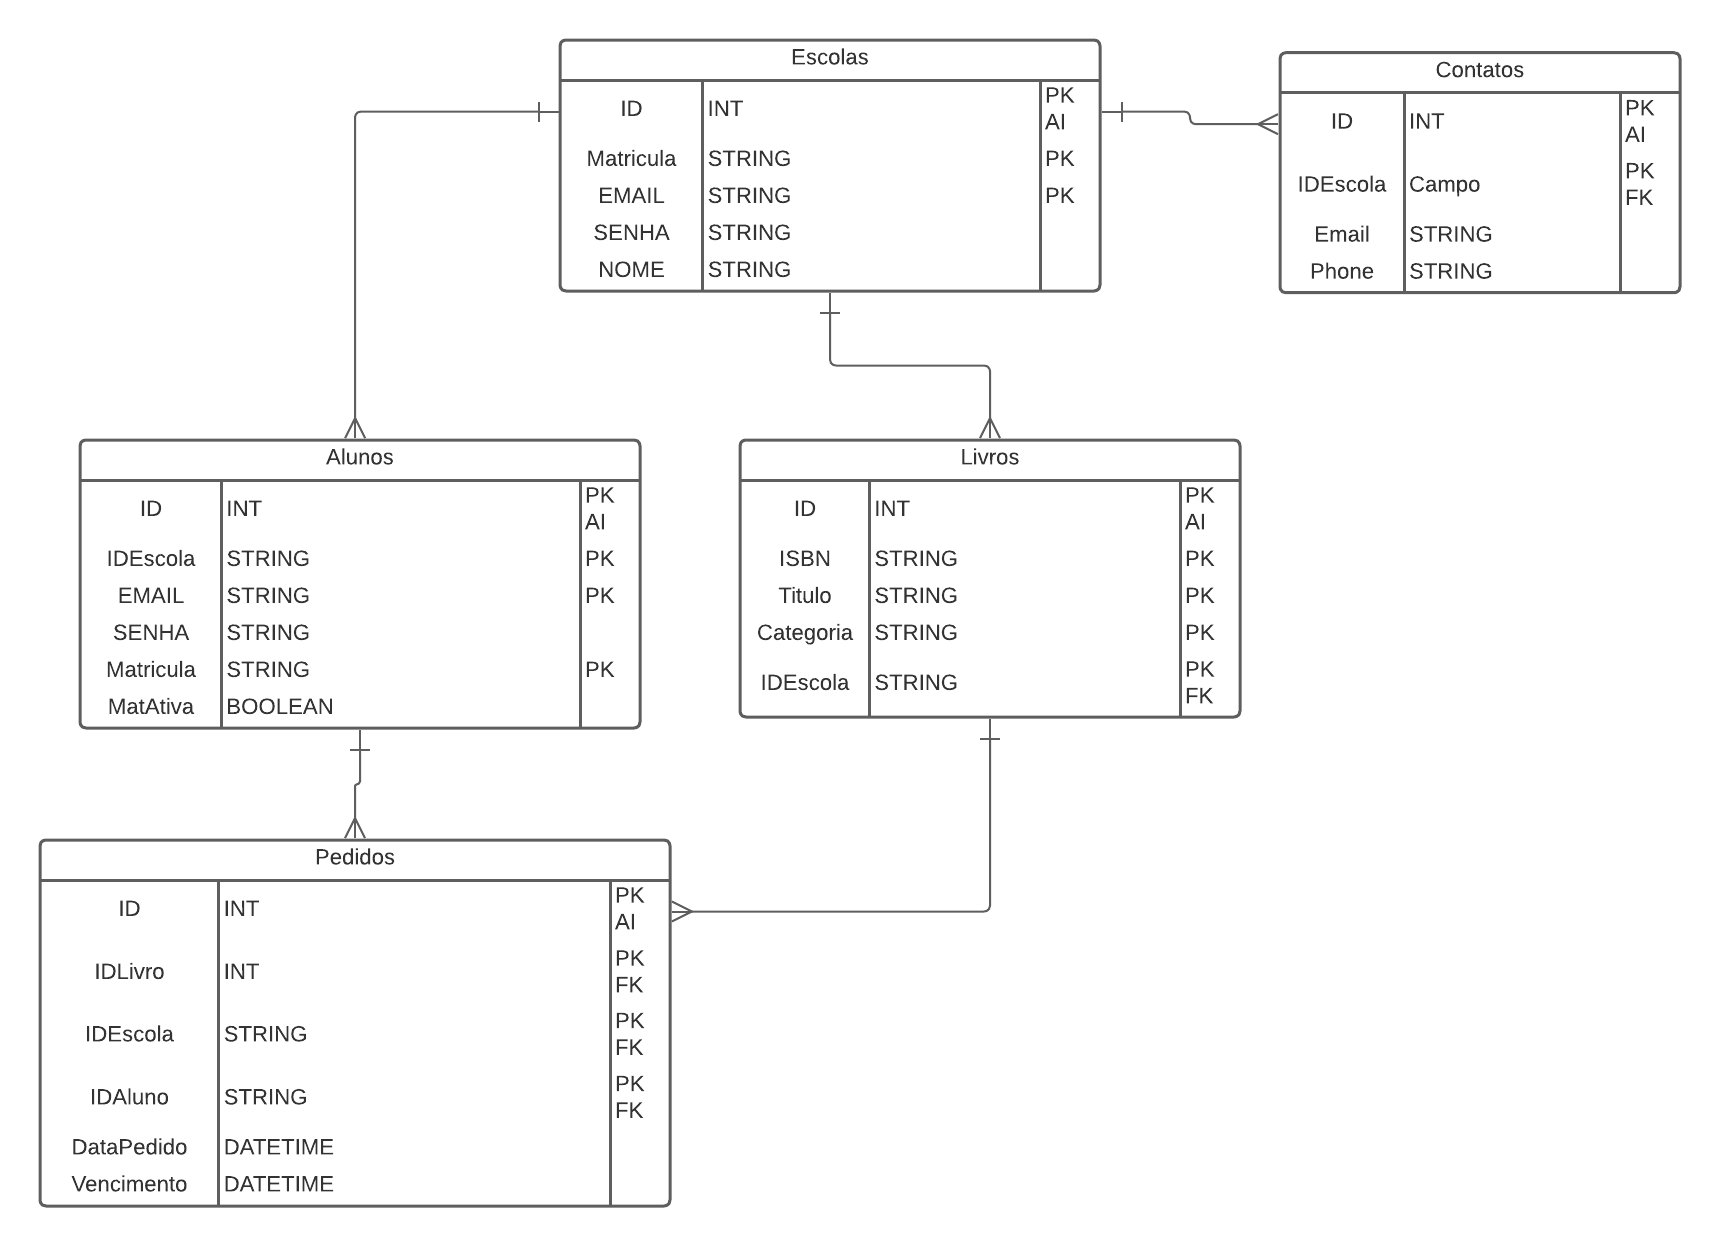 Escolas
ID INT PK
AI
Matricula STRING PK
EMAIL STRING PK
SENHA STRING
NOME STRING
Contatos
ID INT PK
AI
IDEscola Campo PK
FK
Email STRING
Phone STRING
Alunos
ID INT PK
AI
IDEscola STRING PK
EMAIL STRING PK
SENHA STRING
Matricula STRING PK
MatAtiva BOOLEAN
Livros
ID INT PK
AI
ISBN STRING PK
Titulo STRING PK
Categoria STRING PK
IDEscola STRING PK
FK
Pedidos
ID INT PK
AI
IDLivro INT PK
FK
IDEscola STRING PK
FK
IDAluno STRING PK
FK
DataPedido DATETIME
Vencimento DATETIME